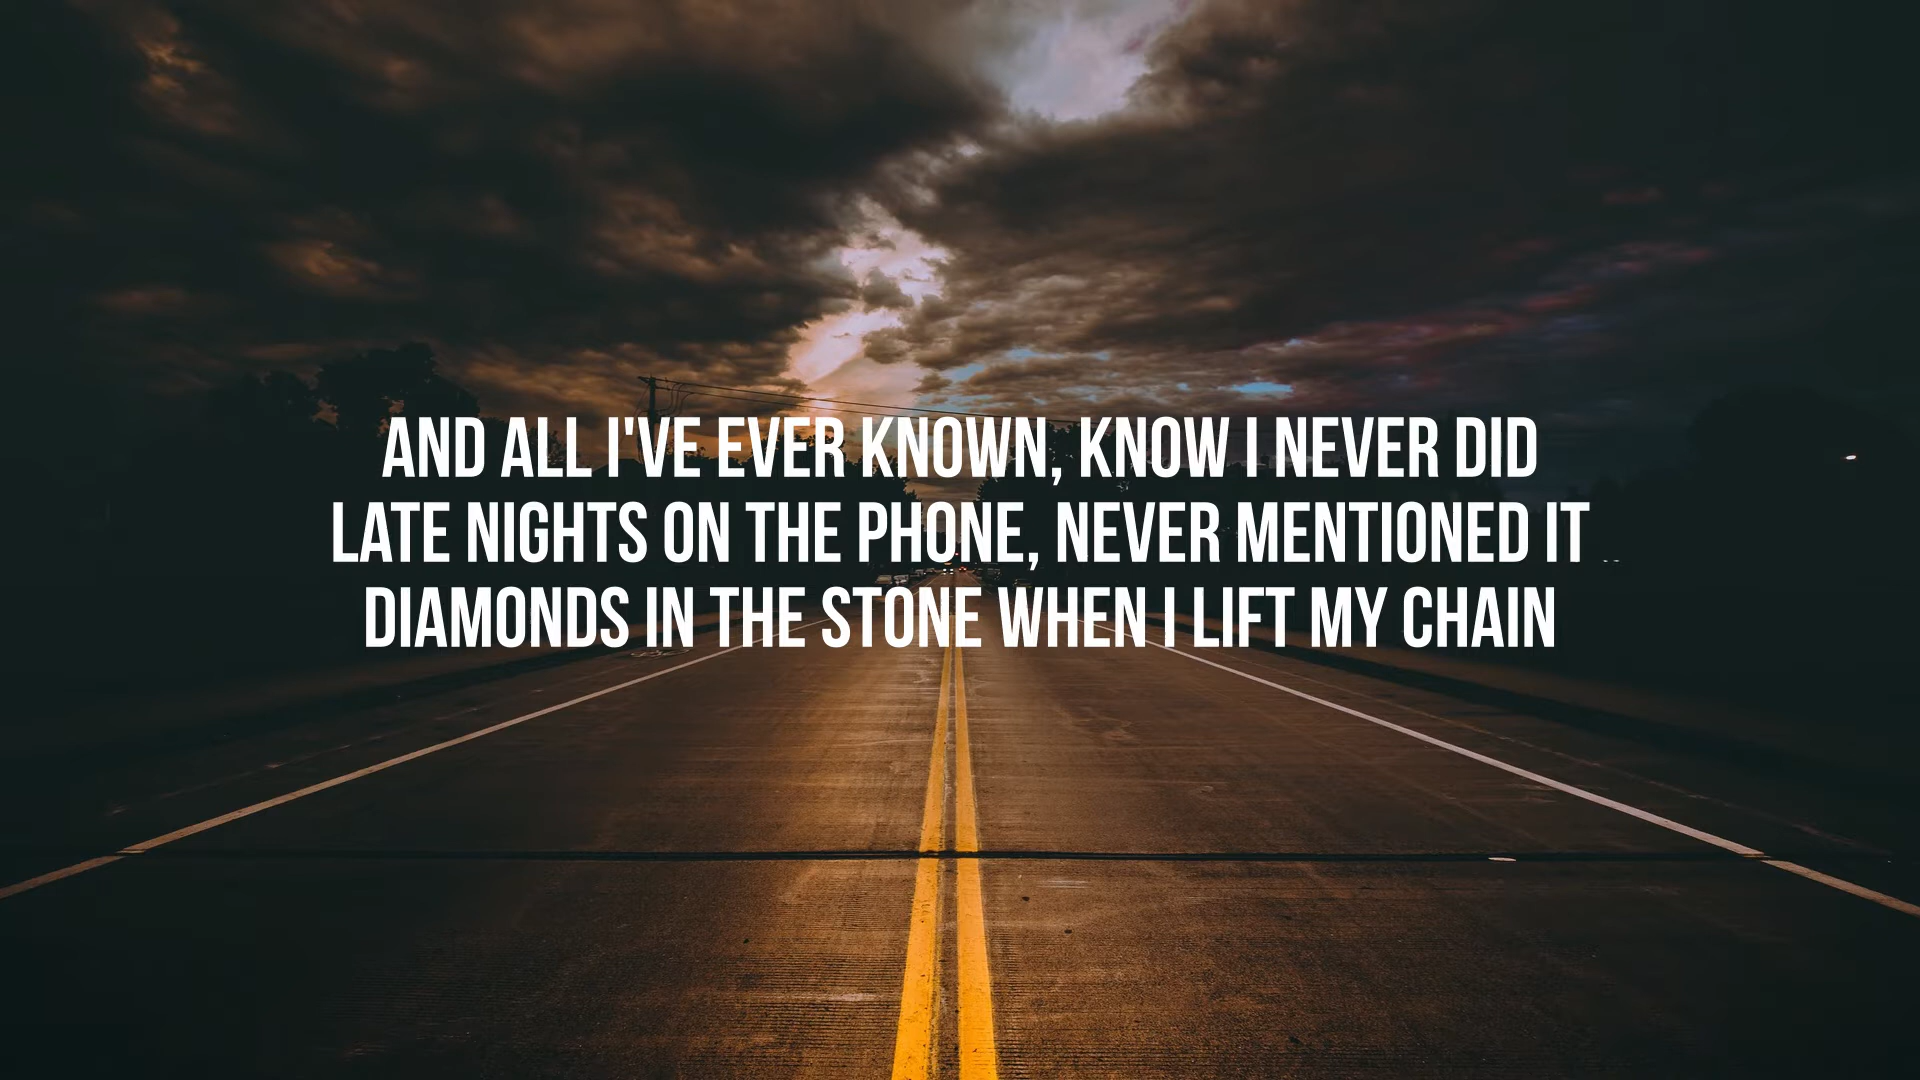 AND ALL I'VE EVER KNOWN, KNOW I NEVER DID
LATE NIGHTS ON THE PHONE, NEVER MENTIONED IT
DIAMONDS IN THE STONE WHEN I LIFT MY CHAIN